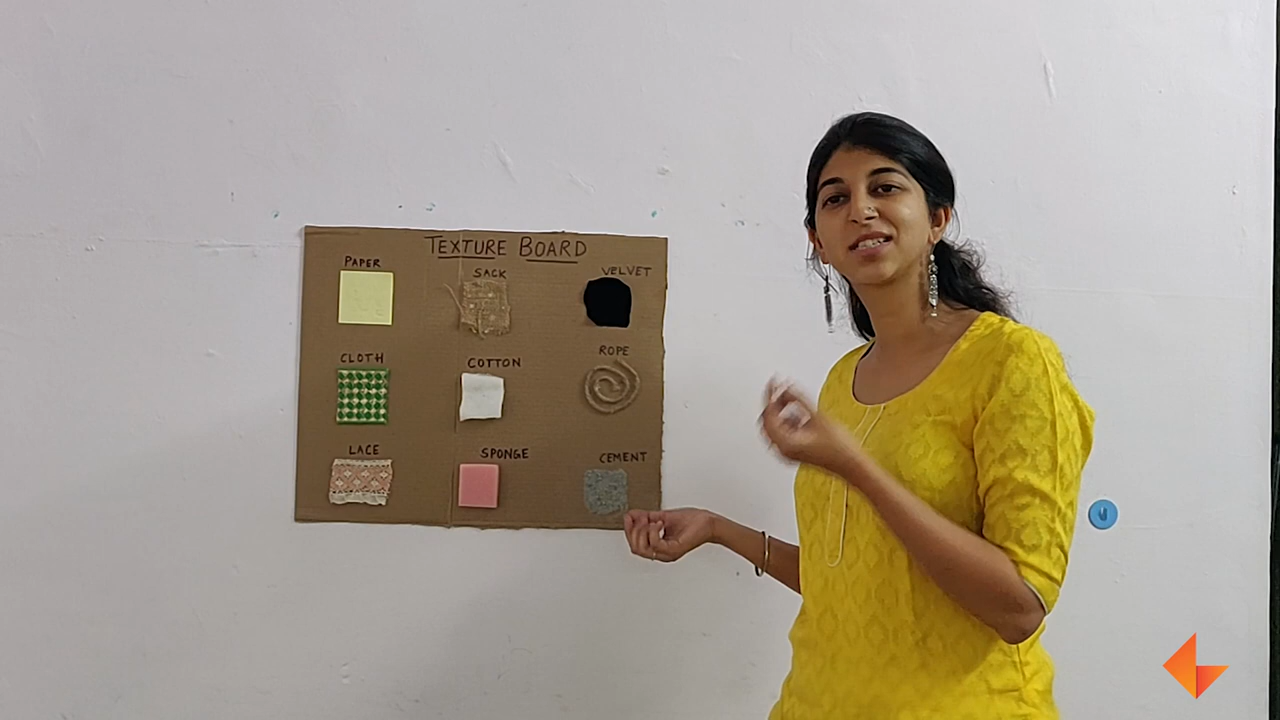 TEXTURE BOARD
PAPER
SACK
VELVET
CLOTH
COTTON
ROPE
LACE
SPONGE
CEMENT